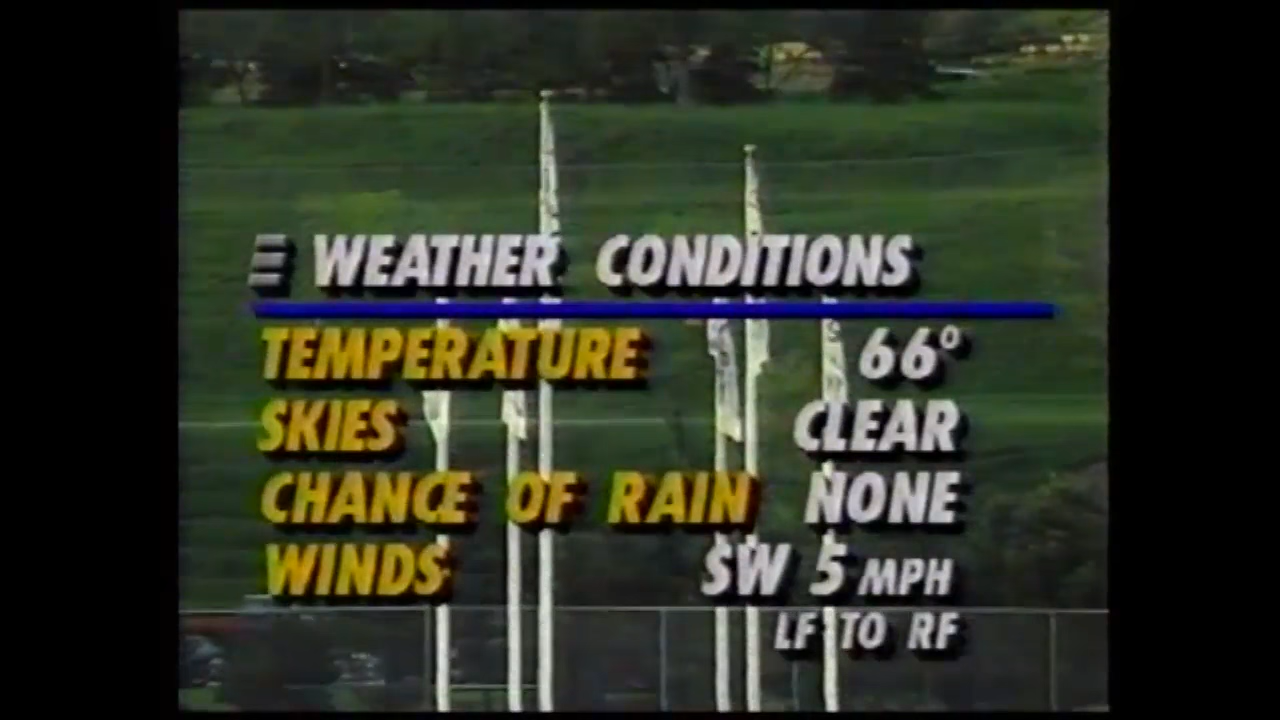 WEATHER CONDITIONS
TEMPERATURE 66°
SKIES CLEAR
CHANCE OF RAIN NONE
WINDS SW 5 MPH
LF TO RF